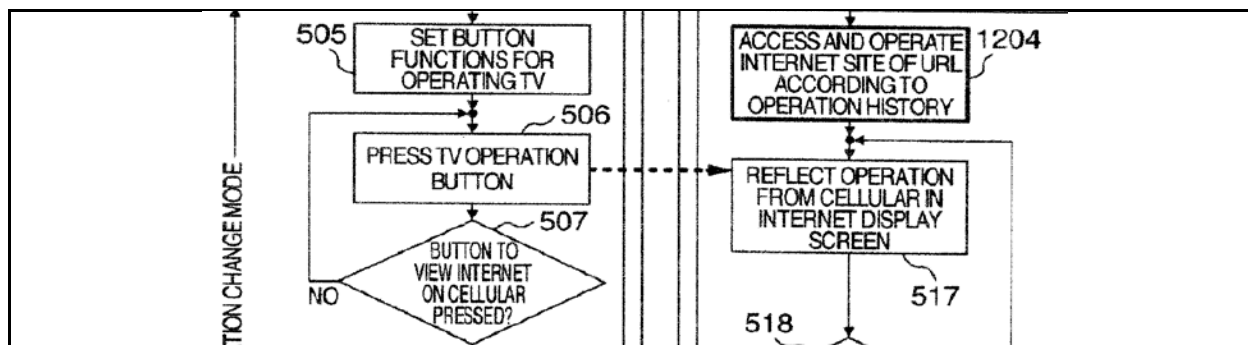 505
SET BUTTON
FUNCTIONS FOR
OPERATING TV
506
PRESS TV OPERATION
BUTTON
507
BUTTON TO
VIEW INTERNET
ON CELLULAR
PRESSED?
NO
TION CHANGE MODE
ACCESS AND OPERATE
INTERNET SITE OF URL
ACCORDING TO
OPERATION HISTORY
1204
REFLECT OPERATION
FROM CELLULAR IN
INTERNET DISPLAY
SCREEN
517
518